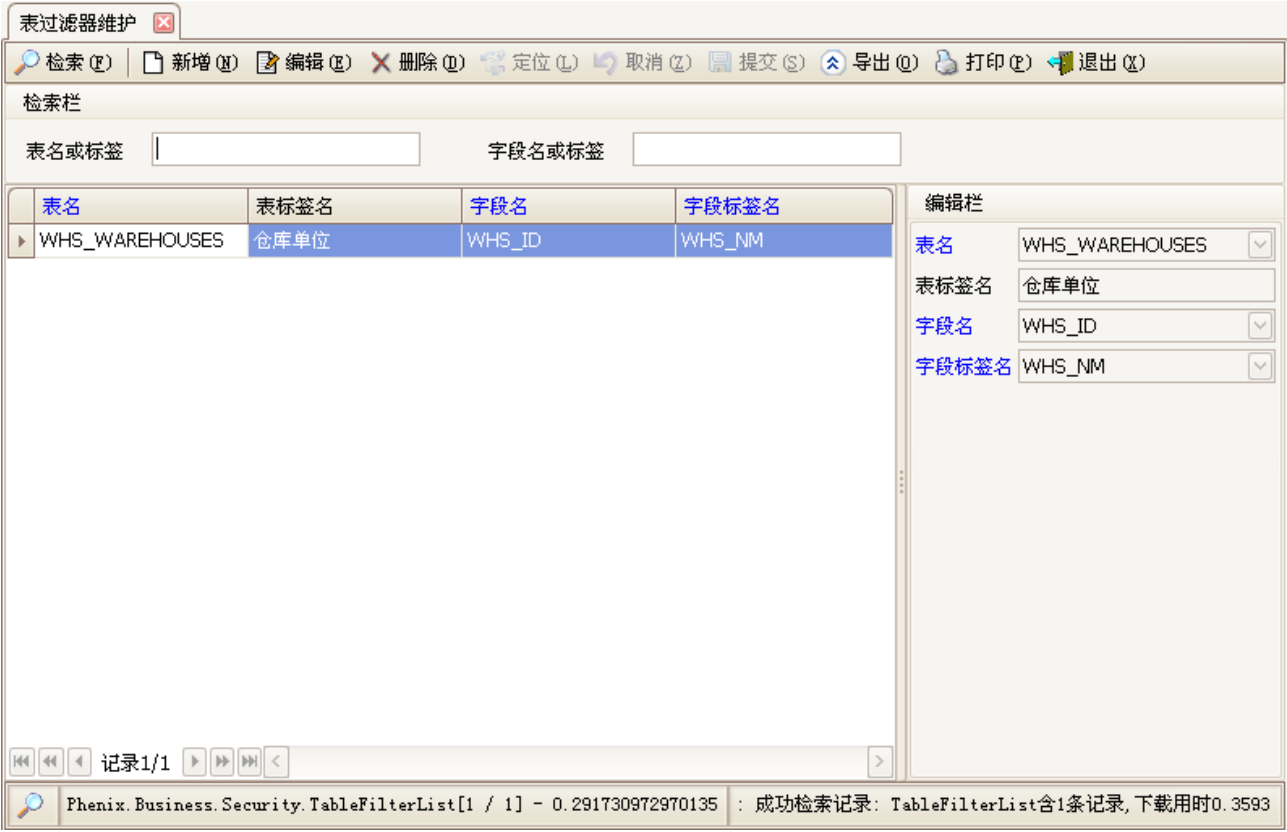 表过滤器维护
检索(F) 新增(N) 编辑(E) 删除(D) 定位(L) 取消(Z) 提交(S) 导出(O) 打印(P) 退出(X)
检索栏
表名或标签 字段名或标签
表名 表标签名 字段名 字段标签名
WHS_WAREHOUSES 仓库单位 WHS_ID WHS_NM
编辑栏
表名 WHS_WAREHOUSES
表标签名 仓库单位
字段名 WHS_ID
字段标签名 WHS_NM
记录1/1
Phenix.Business.Security.TableFilterList[1 / 1] - 0.291730972970135 : 成功检索记录: TableFilterList含1条记录,下载用时0.3593